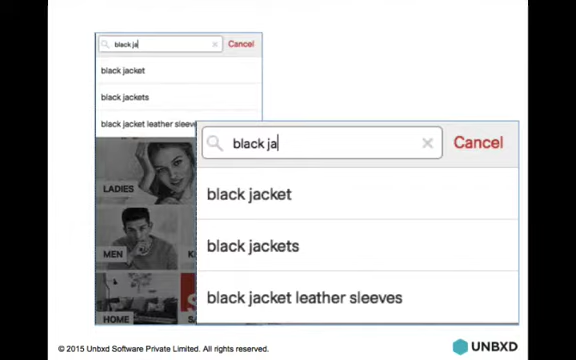 black ja
Cancel
black jacket
black jackets
black jacket leather sleeve
black ja
Cancel
black jacket
black jackets
black jacket leather sleeves
LADIES
MEN
K
HOME
SA
© 2015 Unbxd Software Private Limited. All rights reserved.
UNBXD